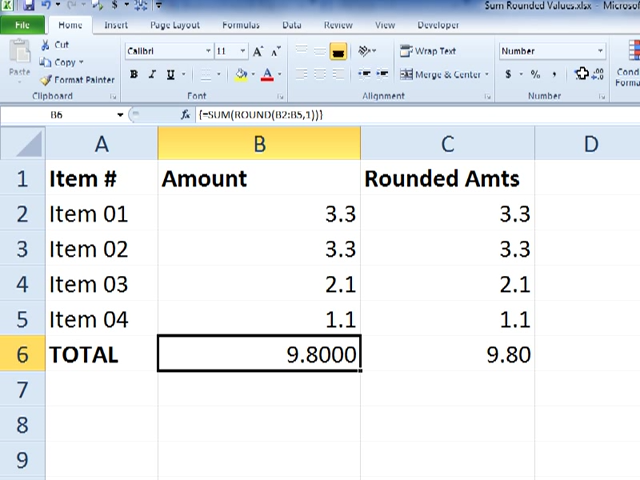 Sum Rounded Values.xlsx - Microsof
File Home Insert Page Layout Formulas Data Review View Developer
Cut
Copy
Format Painter
Paste
Clipboard
Calibri 11 A A
B I U A
Font
Wrap Text
Merge & Center
Alignment
Number
$ % ,
Number
Cond
Forma
B6 fx {=SUM(ROUND(B2:B5,1))}
A B C D
1 Item # Amount Rounded Amts
2 Item 01 3.3 3.3
3 Item 02 3.3 3.3
4 Item 03 2.1 2.1
5 Item 04 1.1 1.1
6 TOTAL 9.8000 9.80
7
8
9